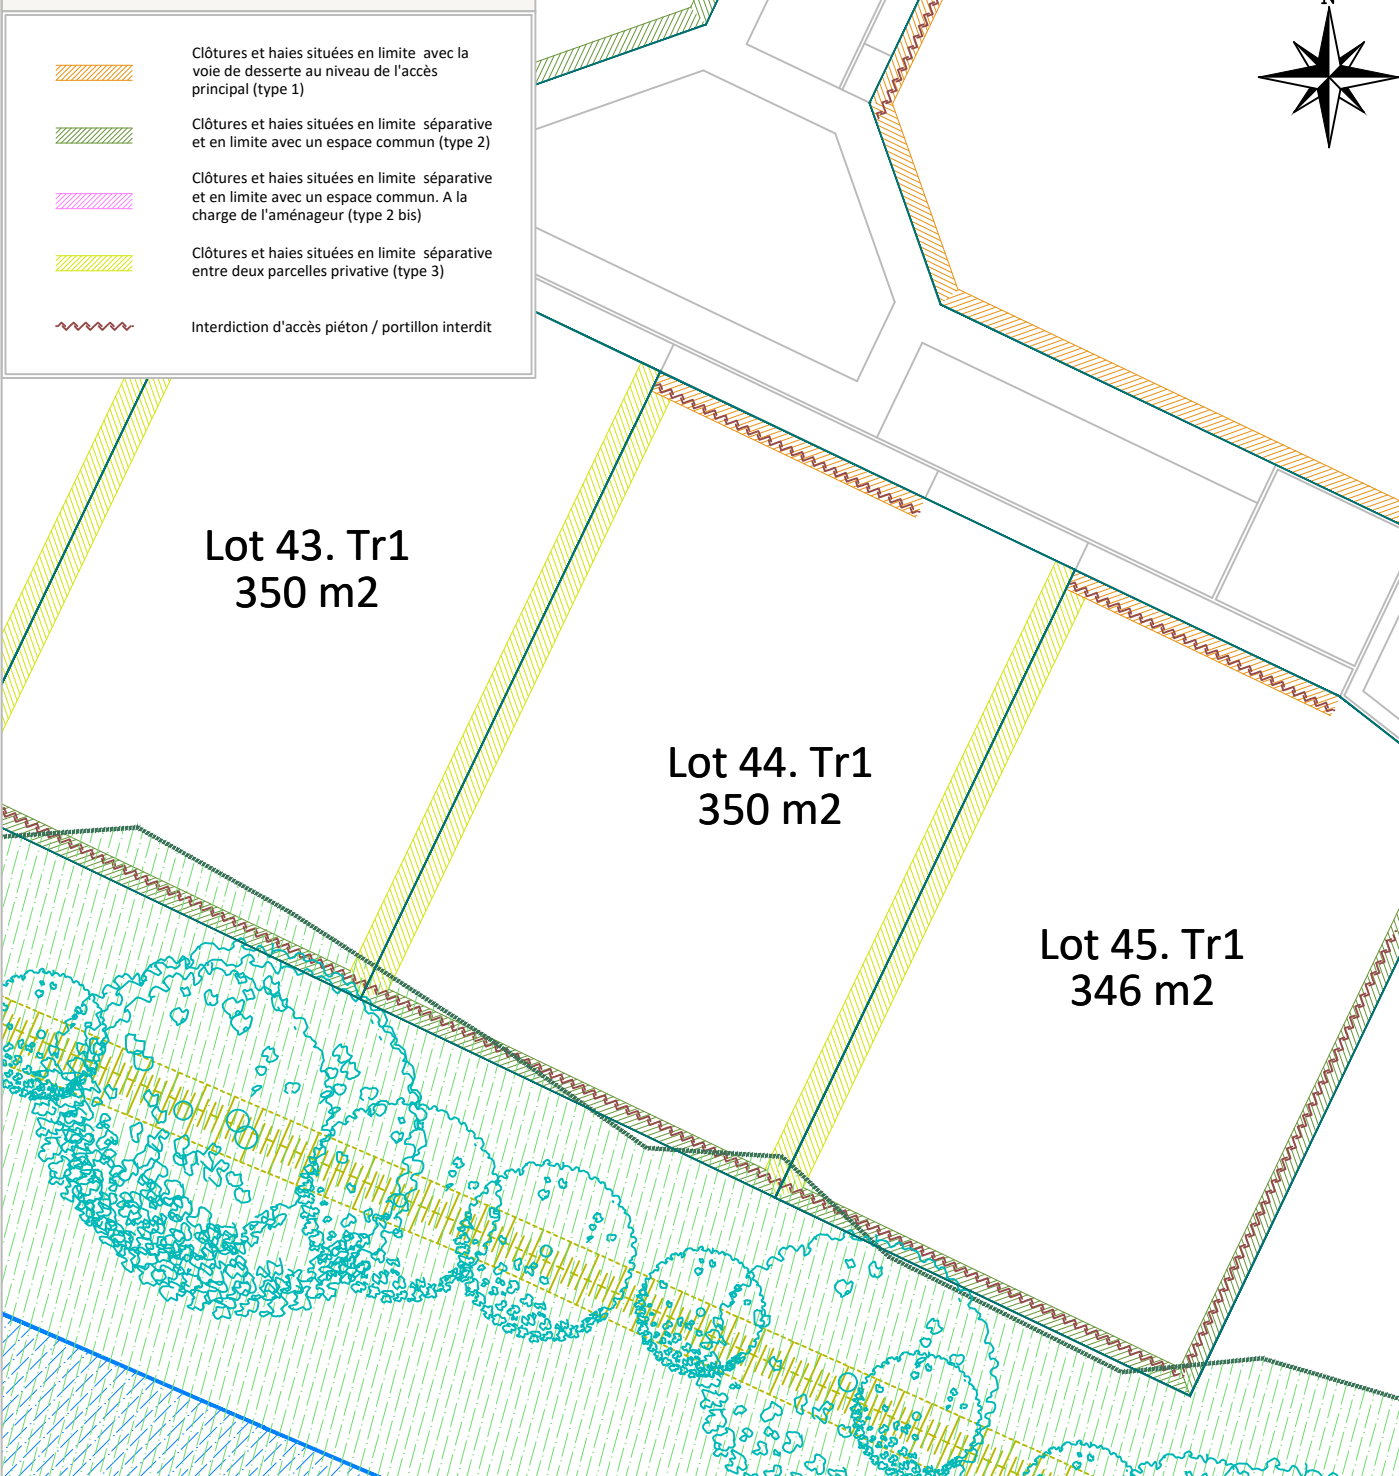 N
Clôtures et haies situées en limite  avec la
voie de desserte au niveau de l'accès
principal (type 1)
Clôtures et haies situées en limite  séparative
et en limite avec un espace commun (type 2)
Clôtures et haies situées en limite  séparative
et en limite avec un espace commun. A la
charge de l'aménageur (type 2 bis)
Clôtures et haies situées en limite  séparative
entre deux parcelles privative (type 3)
Interdiction d'accès piéton / portillon interdit
Lot 43. Tr1
350 m2
Lot 44. Tr1
350 m2
Lot 45. Tr1
346 m2